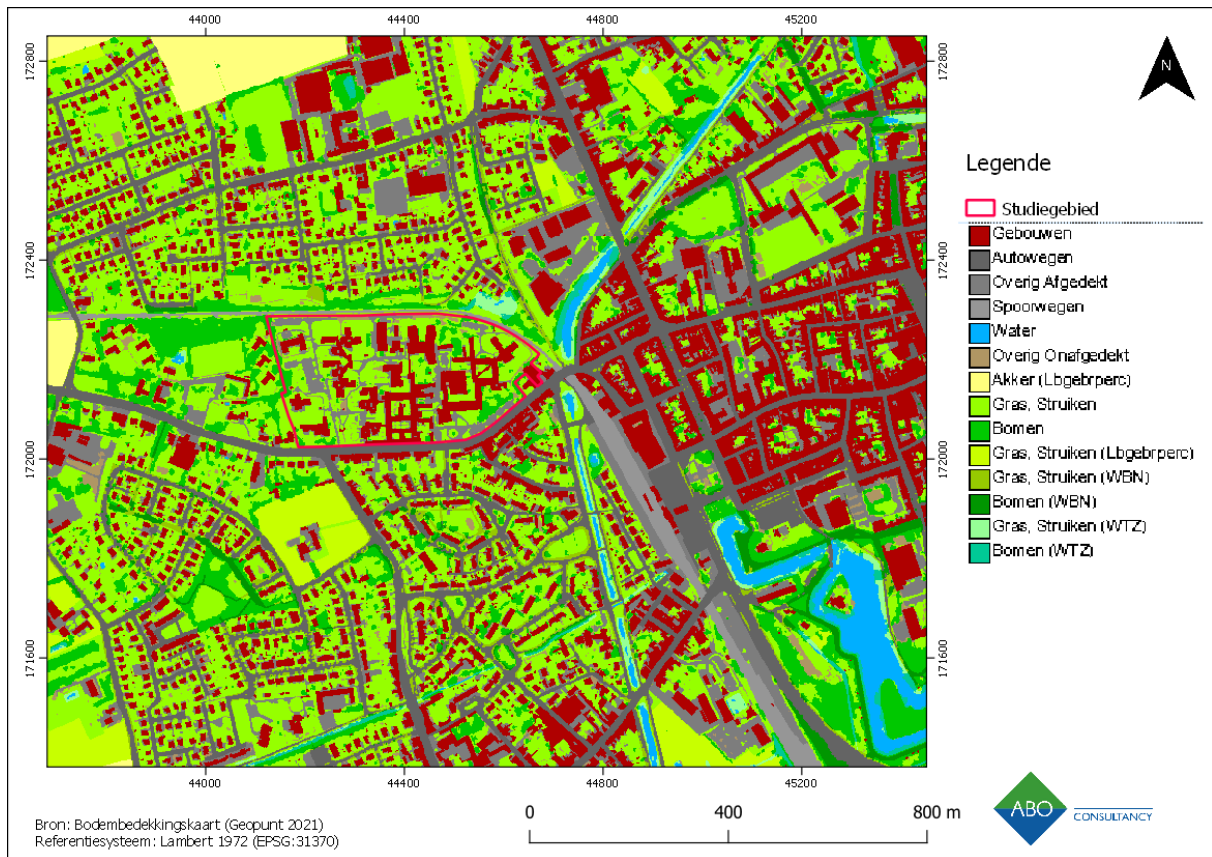 44000 44400 44800 45200
172800 172800
N
172400 172400
172000 172000
171600 171600
44000 44400 44800 45200
Legende
Studiegebied
Gebouwen
Autowegen
Overig Afgedekt
Spoorwegen
Water
Overig Onafgedekt
Akker (Lbgebrperc)
Gras, Struiken
Bomen
Gras, Struiken (Lbgebrperc)
Gras, Struiken (WBN)
Bomen (WBN)
Gras, Struiken (WTZ)
Bomen (WTZ)
Bron: Bodembedekkingskaart (Geopunt 2021)
Referentiesysteem: Lambert 1972 (EPSG:31370)
0 400 800 m
ABO CONSULTANCY